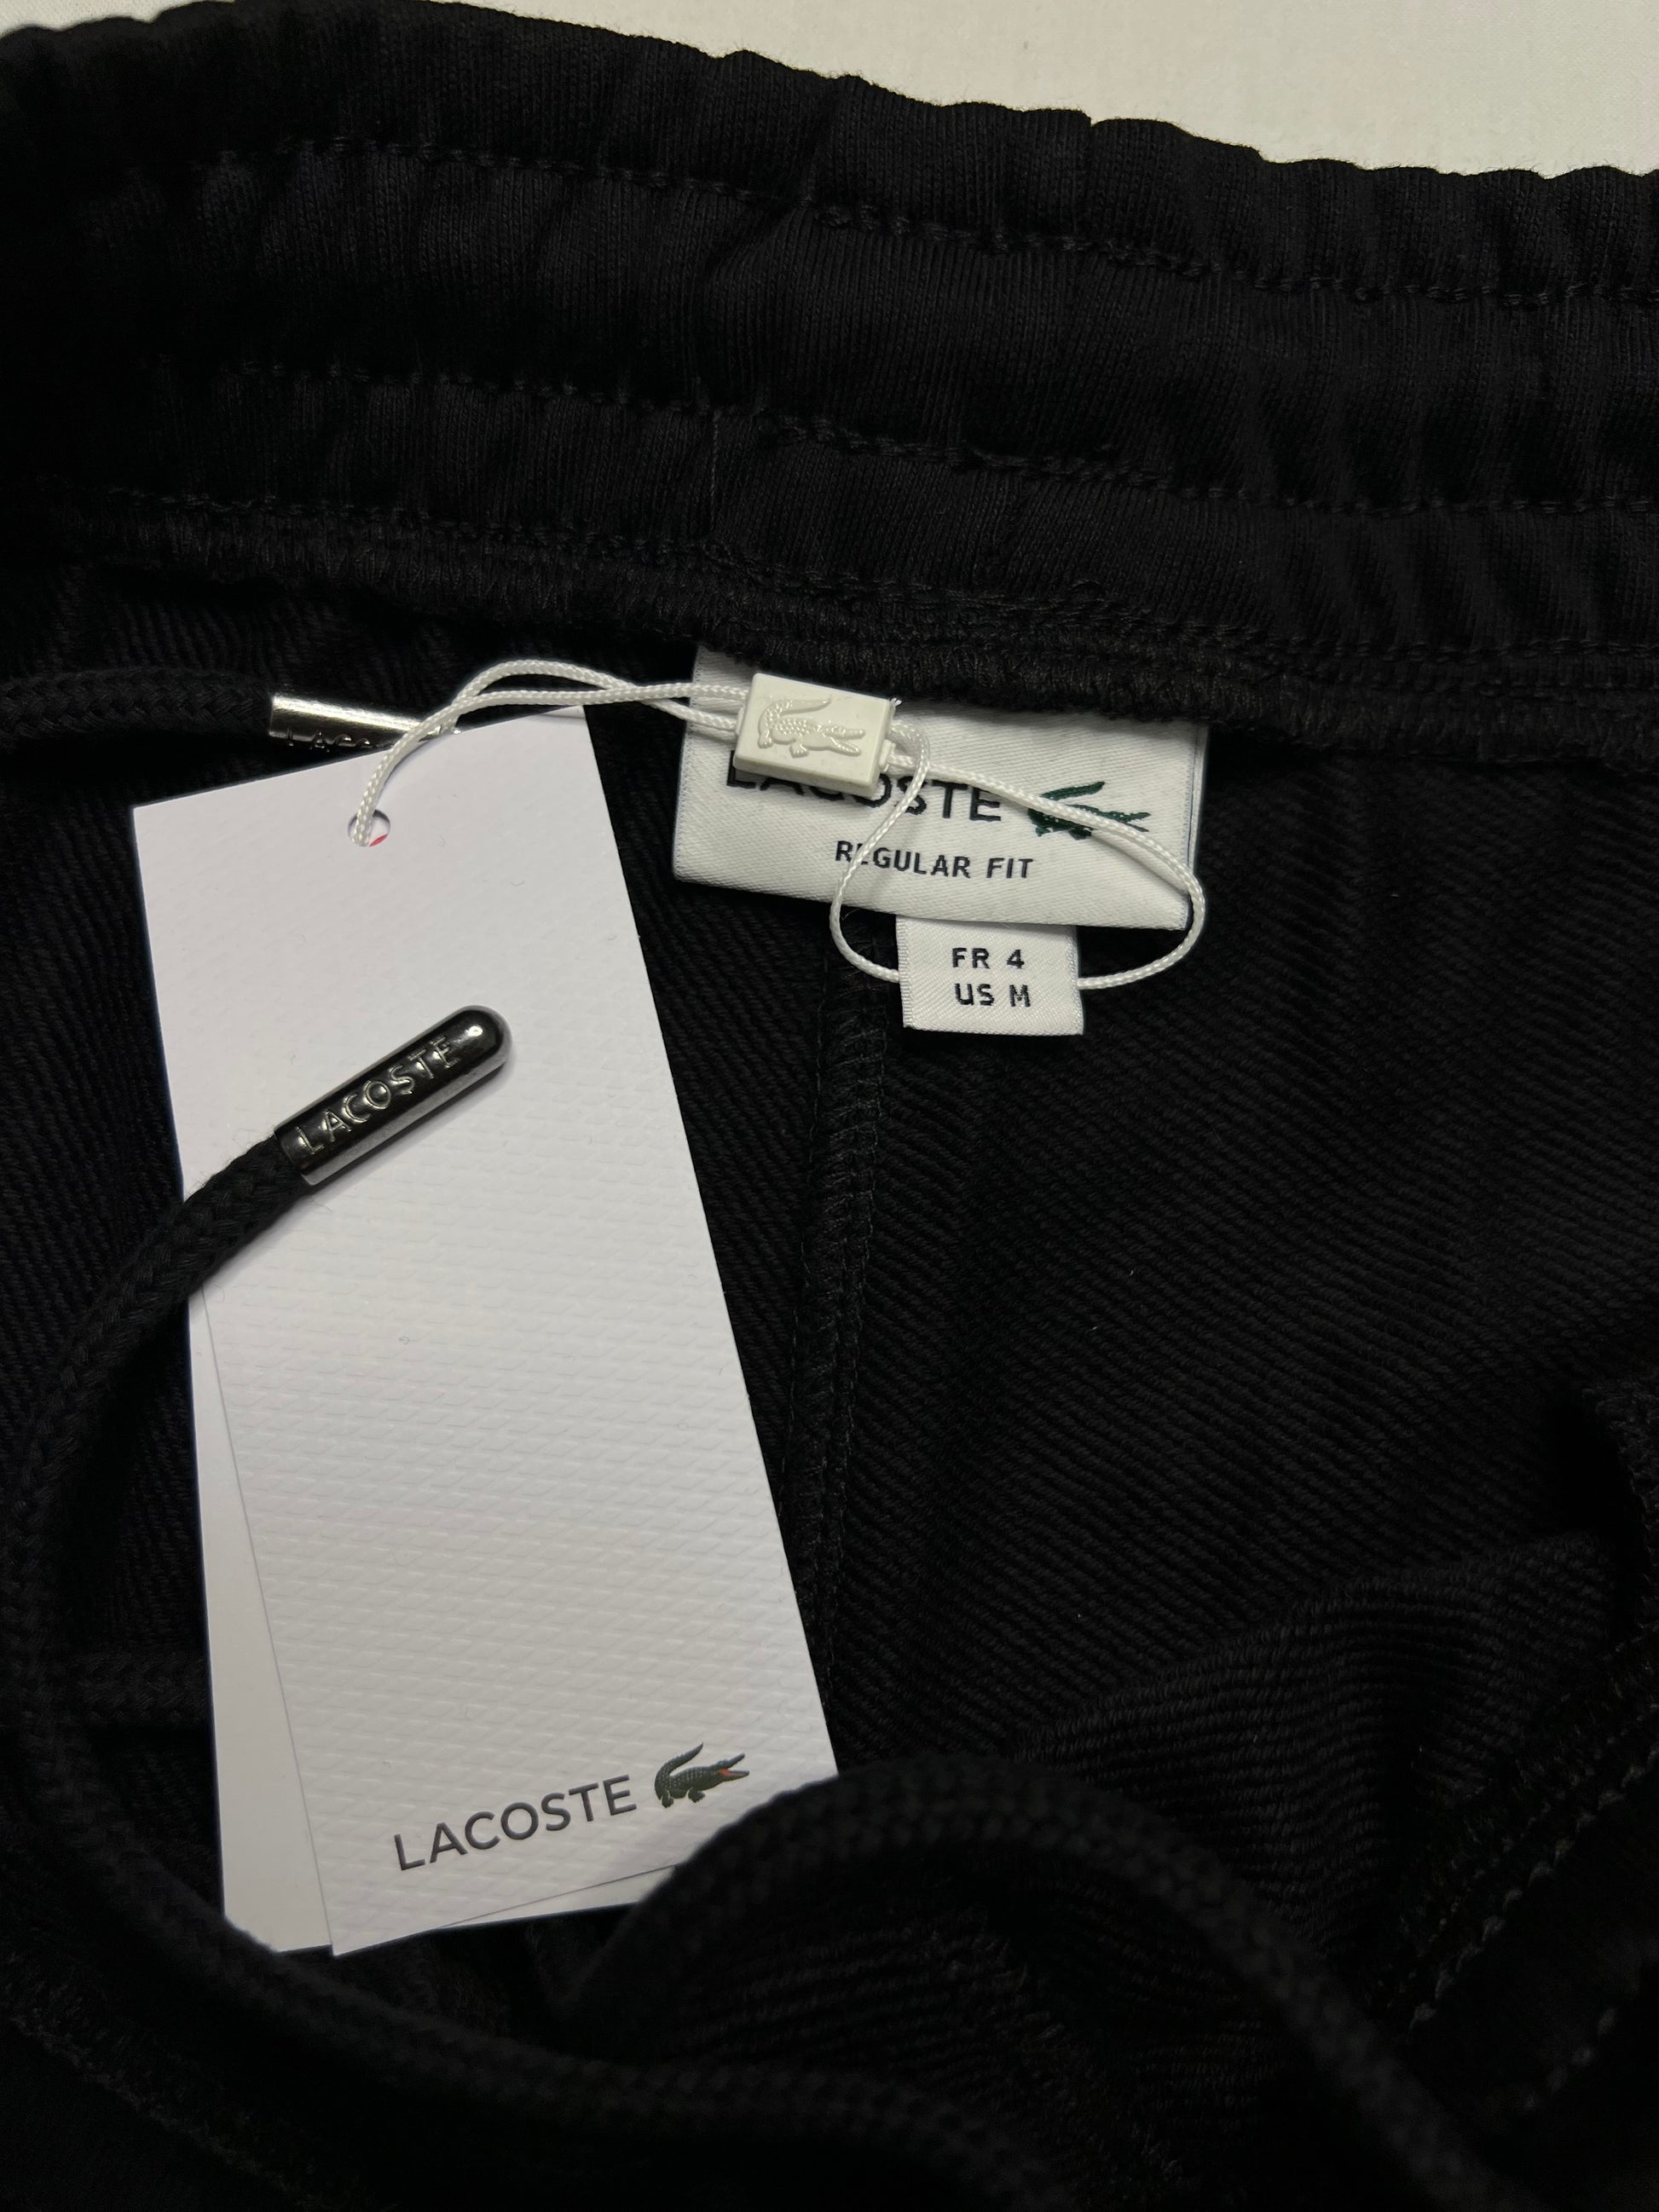 LACOSTE
REGULAR FIT
FR 4
US M
LACOSTE
LACOSTE